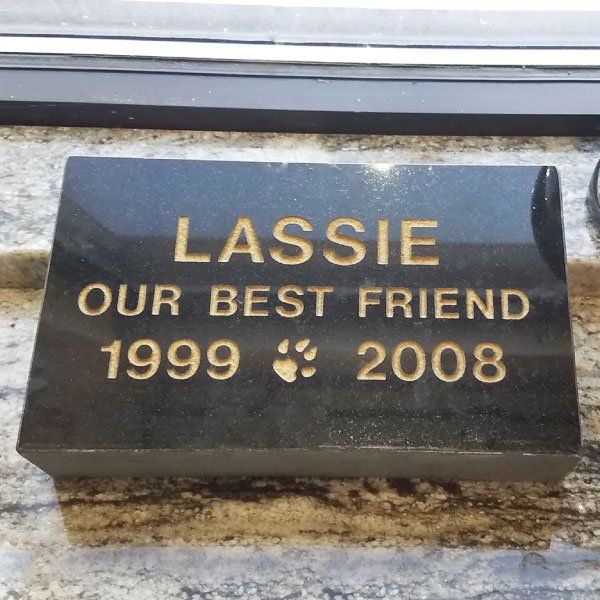 LASSIE
OUR BEST FRIEND
1999 2008